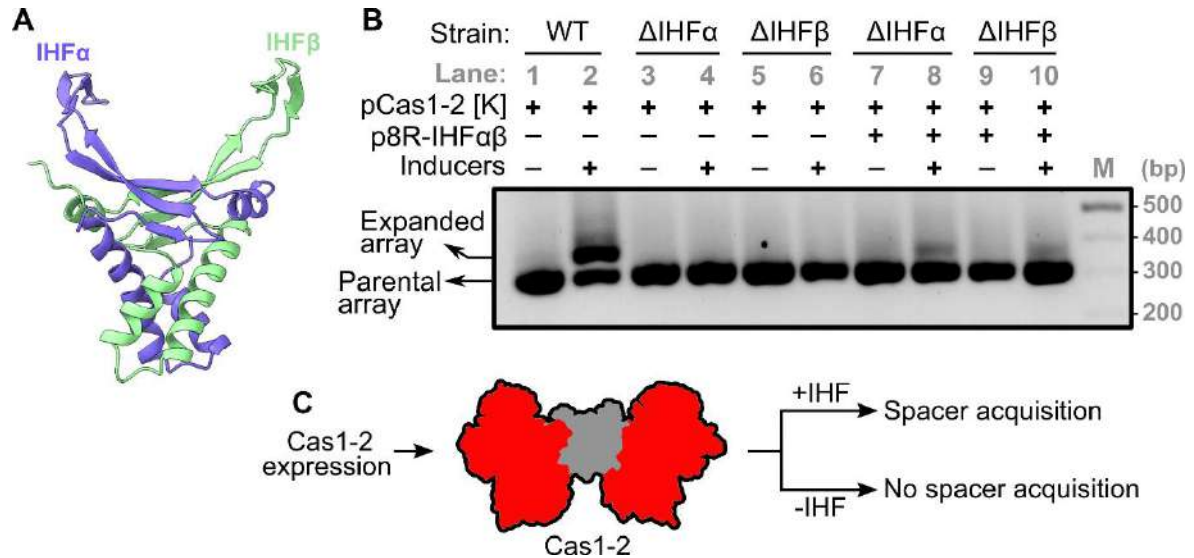 A
IHFα
IHFβ
B
Strain: WT ΔIHFα ΔIHFβ ΔIHFα ΔIHFβ
Lane: 1 2 3 4 5 6 7 8 9 10
pCas1-2 [K] + + + + + + + + + +
p8R-IHFαβ – – – – – – + + + +
Inducers – + – + – + – + – + M (bp)
Expanded array
Parental array
500
400
300
200
C
Cas1-2 expression
Cas1-2
+IHF
Spacer acquisition
-IHF
No spacer acquisition